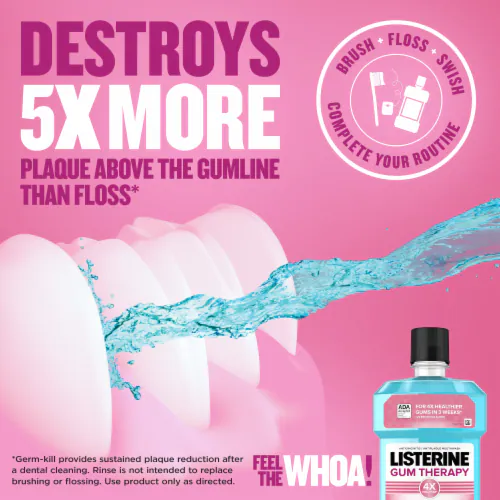 DESTROYS
5X MORE
PLAQUE ABOVE THE GUMLINE
THAN FLOSS*
BRUSH + FLOSS + SWISH
COMPLETE YOUR ROUTINE
ADA
LISTERINE
GUM THERAPY
4X
*Germ-kill provides sustained plaque reduction after
a dental cleaning. Rinse is not intended to replace
brushing or flossing. Use product only as directed.
FEEL
THE WHOA!